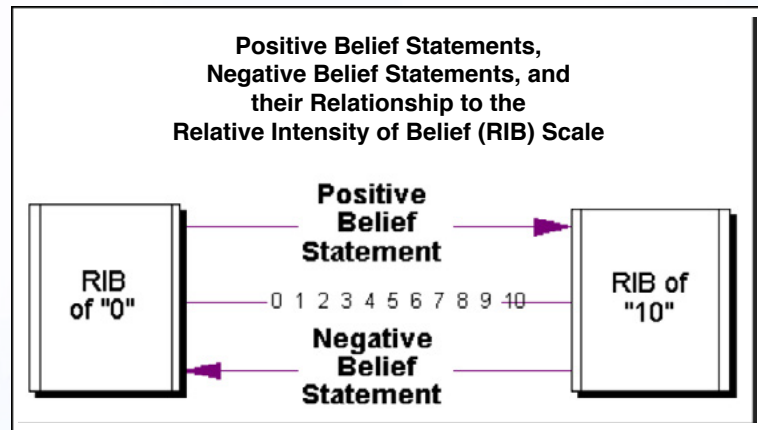 Positive Belief Statements,
Negative Belief Statements, and
their Relationship to the
Relative Intensity of Belief (RIB) Scale
Positive
Belief
Statement
RIB
of "0"
0 1 2 3 4 5 6 7 8 9 10
RIB of
"10"
Negative
Belief
Statement